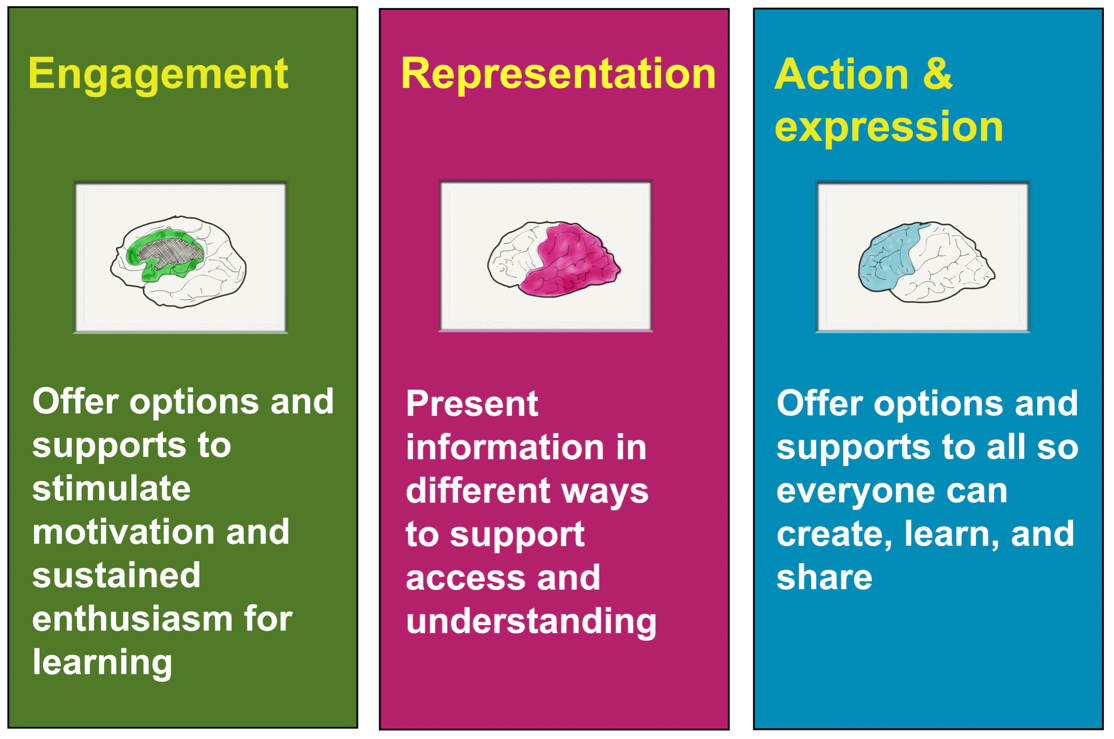 Engagement
Offer options and
supports to
stimulate
motivation and
sustained
enthusiasm for
learning
Representation
Present
information in
different ways
to support
access and
understanding
Action &
expression
Offer options and
supports to all so
everyone can
create, learn, and
share